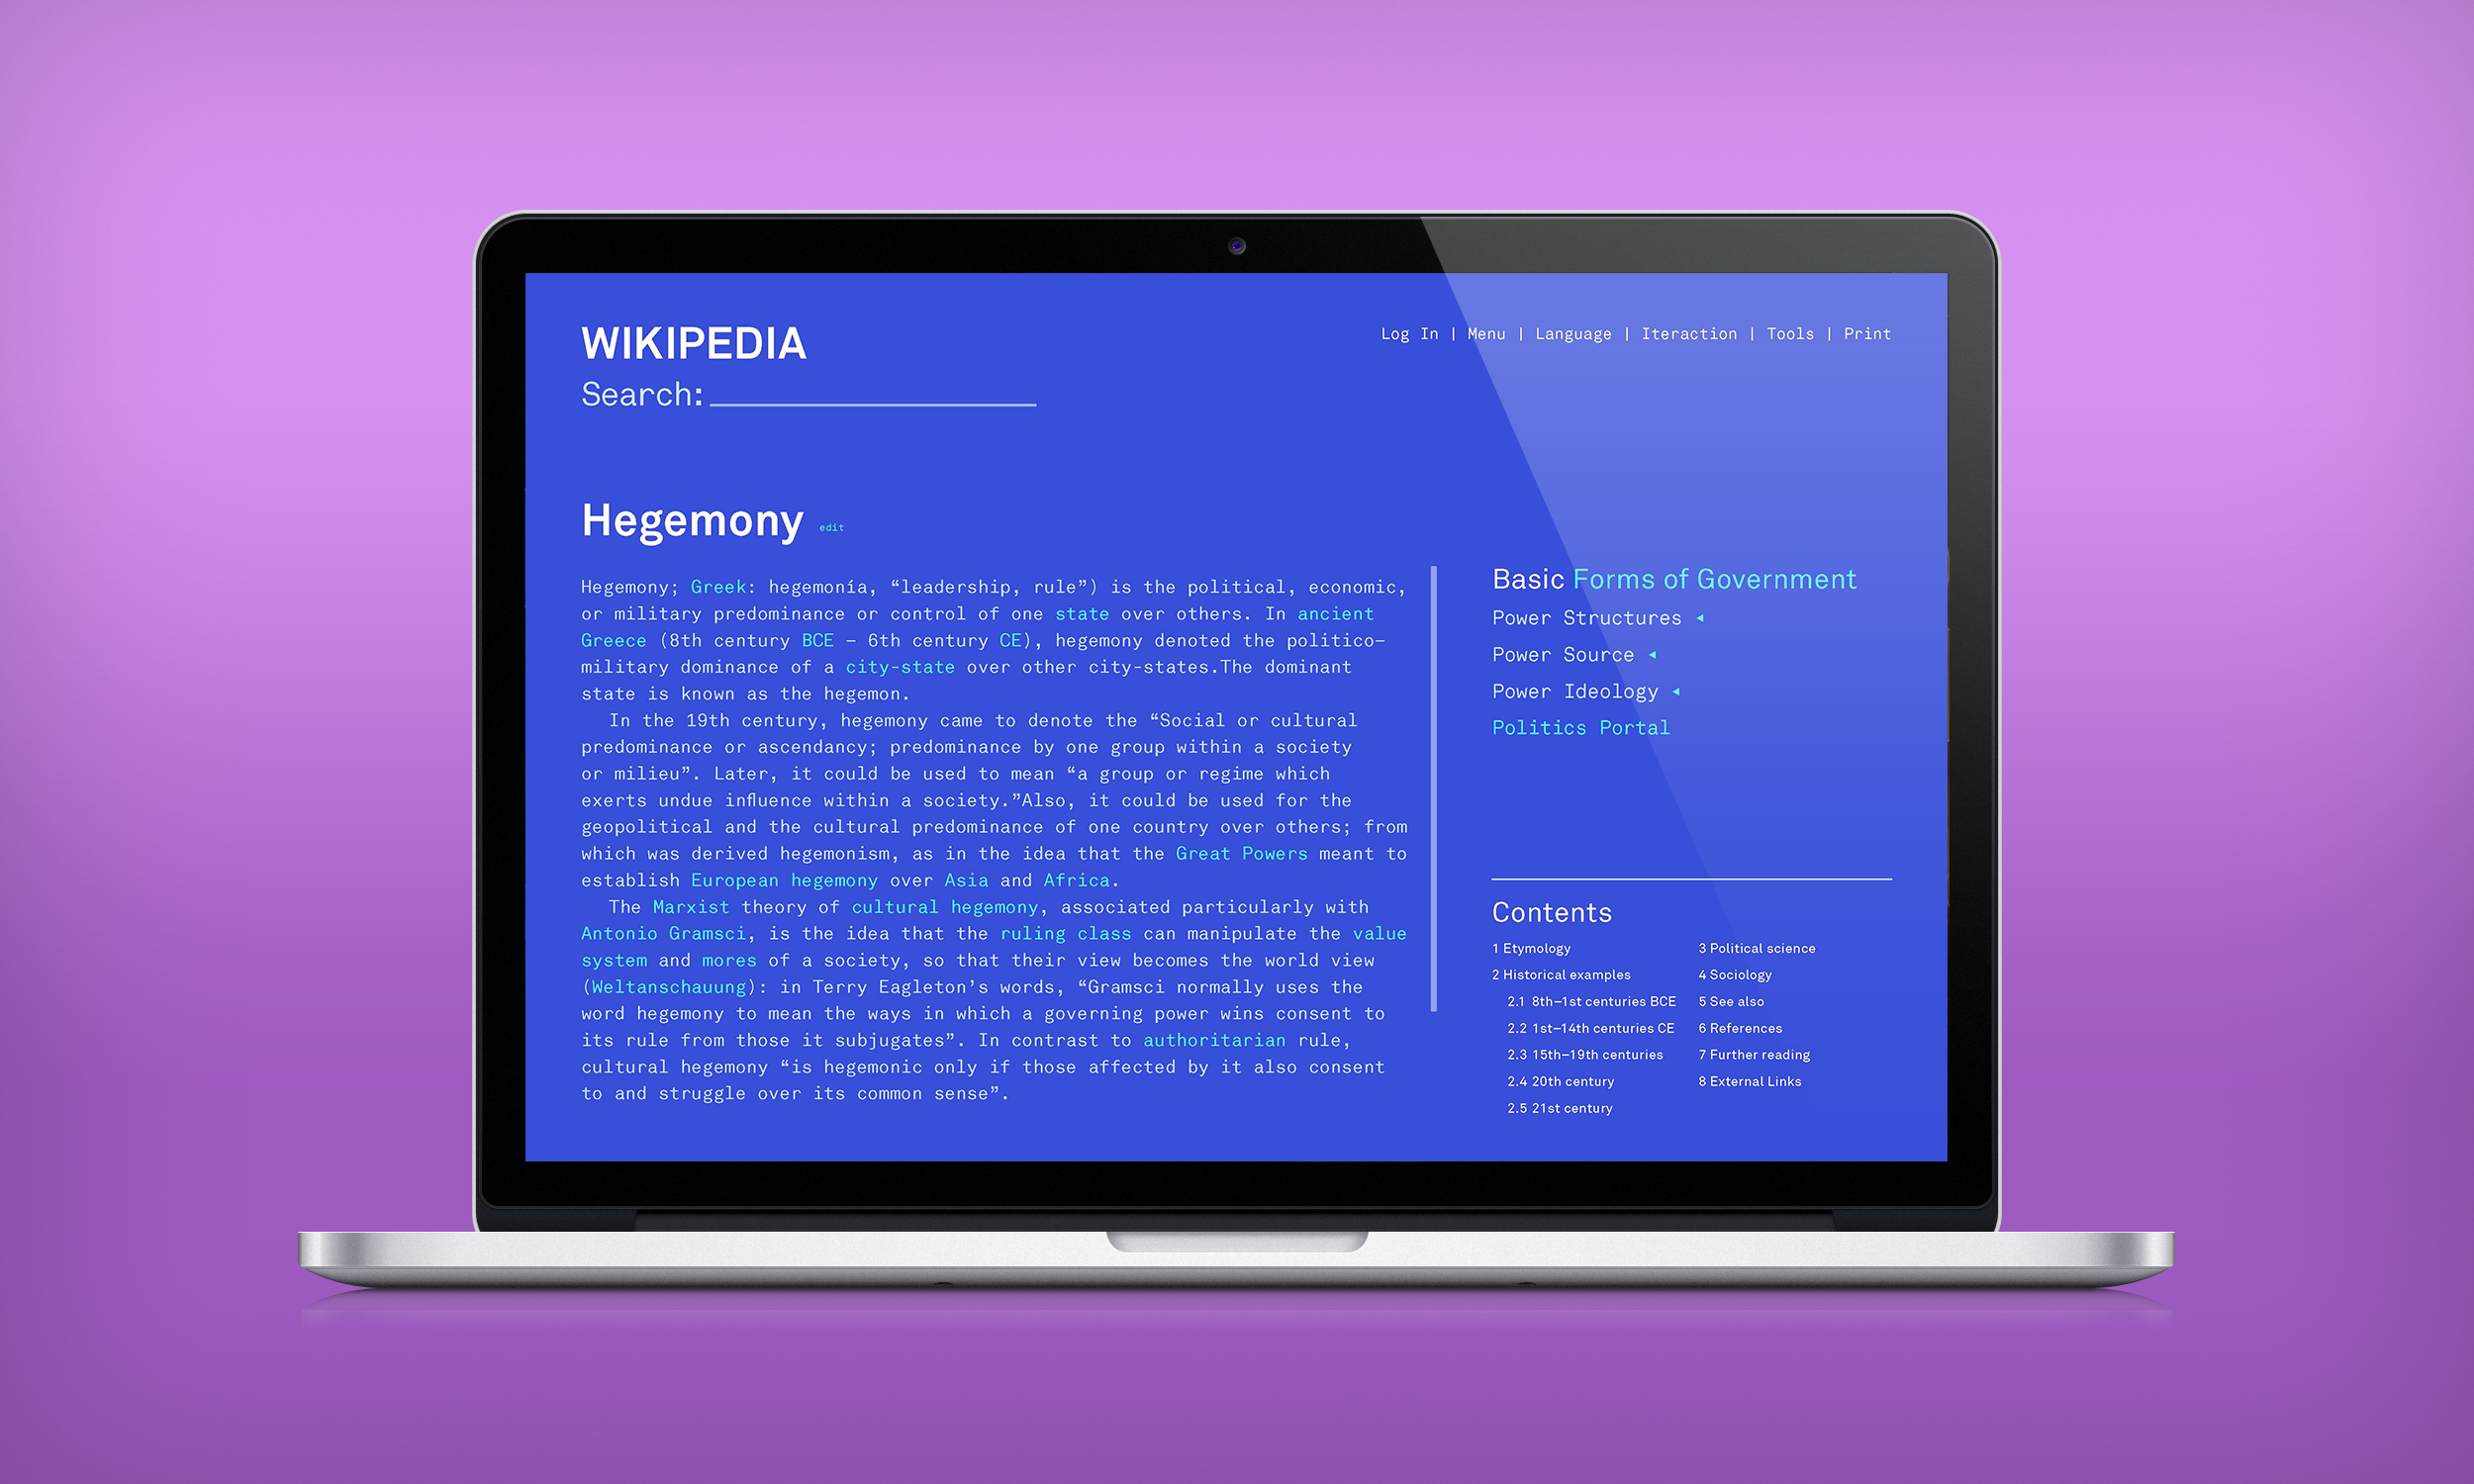 WIKIPEDIA
Search:
Log In | Menu | Language | Iteraction | Tools | Print
Hegemony edit
Hegemony; Greek: hegemonía, “leadership, rule”) is the political, economic,
or military predominance or control of one state over others. In ancient
Greece (8th century BCE – 6th century CE), hegemony denoted the politico–
military dominance of a city-state over other city-states.The dominant
state is known as the hegemon.
In the 19th century, hegemony came to denote the “Social or cultural
predominance or ascendancy; predominance by one group within a society
or milieu”. Later, it could be used to mean “a group or regime which
exerts undue influence within a society.”Also, it could be used for the
geopolitical and the cultural predominance of one country over others; from
which was derived hegemonism, as in the idea that the Great Powers meant to
establish European hegemony over Asia and Africa.
The Marxist theory of cultural hegemony, associated particularly with
Antonio Gramsci, is the idea that the ruling class can manipulate the value
system and mores of a society, so that their view becomes the world view
(Weltanschauung): in Terry Eagleton’s words, “Gramsci normally uses the
word hegemony to mean the ways in which a governing power wins consent to
its rule from those it subjugates”. In contrast to authoritarian rule,
cultural hegemony “is hegemonic only if those affected by it also consent
to and struggle over its common sense”.
Basic Forms of Government
Power Structures ◂
Power Source ◂
Power Ideology ◂
Politics Portal
Contents
1 Etymology
2 Historical examples
2.1 8th–1st centuries BCE
2.2 1st–14th centuries CE
2.3 15th–19th centuries
2.4 20th century
2.5 21st century
3 Political science
4 Sociology
5 See also
6 References
7 Further reading
8 External Links